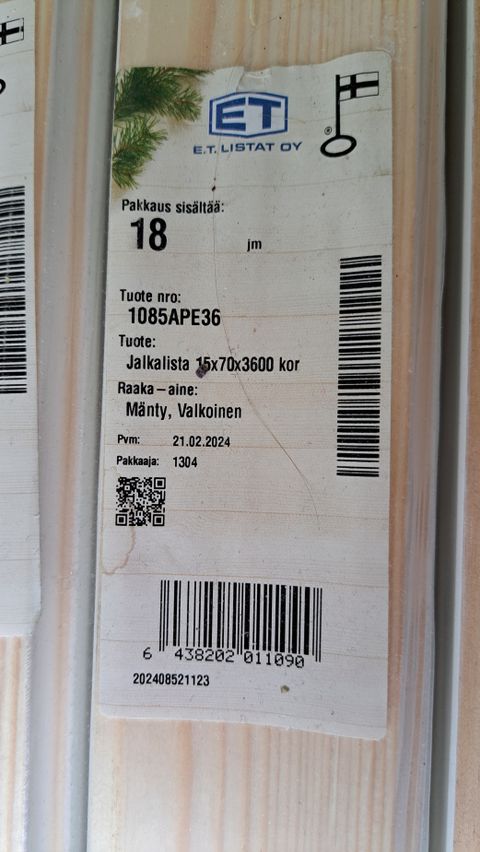 ET
E.T. LISTAT OY
®
Pakkaus sisältää:
18 jm
Tuote nro:
1085APE36
Tuote:
Jalkalista 15x70x3600 kor
Raaka-aine:
Mänty, Valkoinen
Pvm: 21.02.2024
Pakkaaja: 1304
6 438202 011090
202408521123